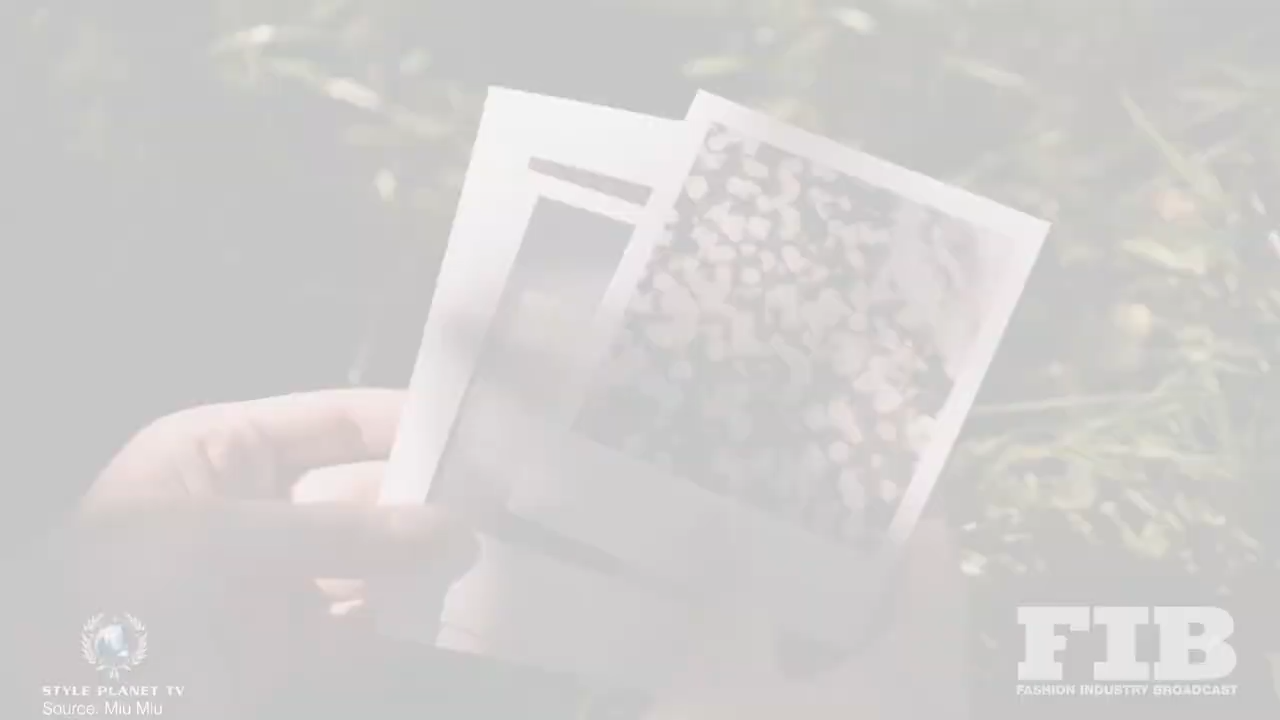 STYLE PLANET TV
Source: Miu Miu
FIB
FASHION INDUSTRY BROADCAST